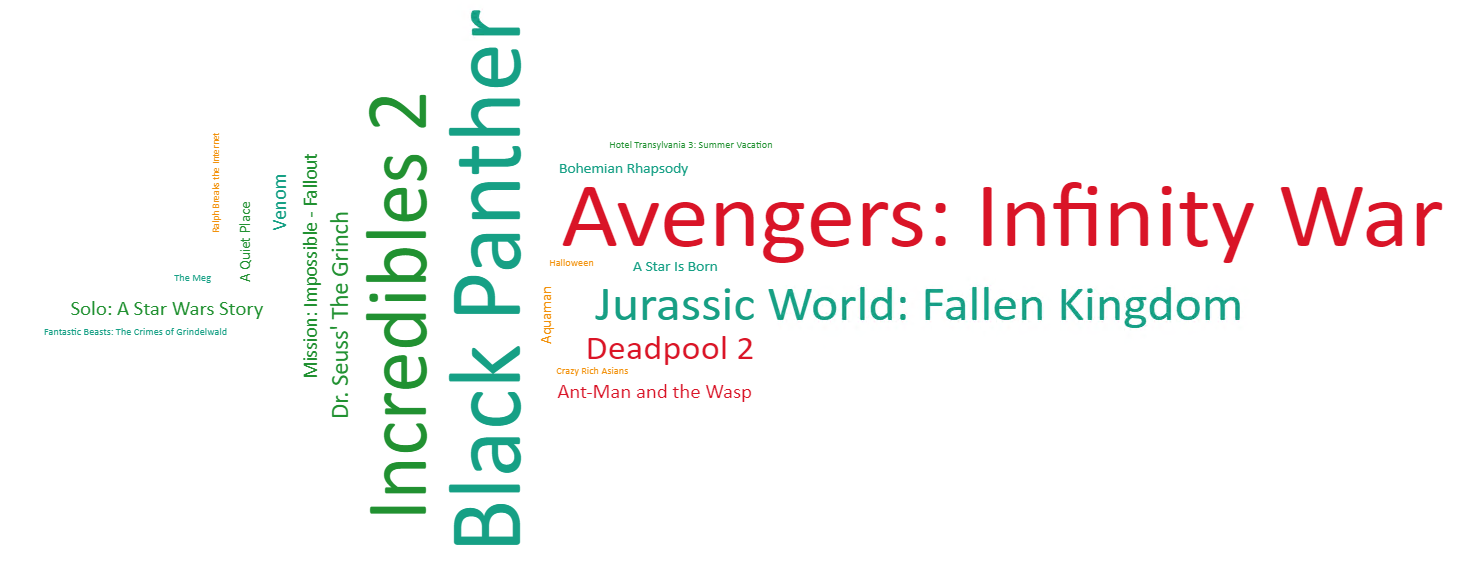 Ralph Breaks the Internet
The Meg
Solo: A Star Wars Story
Fantastic Beasts: The Crimes of Grindelwald
A Quiet Place
Venom
Mission: Impossible - Fallout
Dr. Seuss' The Grinch
Incredibles 2
Black Panther
Hotel Transylvania 3: Summer Vacation
Bohemian Rhapsody
Avengers: Infinity War
Halloween
A Star Is Born
Aquaman
Jurassic World: Fallen Kingdom
Deadpool 2
Crazy Rich Asians
Ant-Man and the Wasp